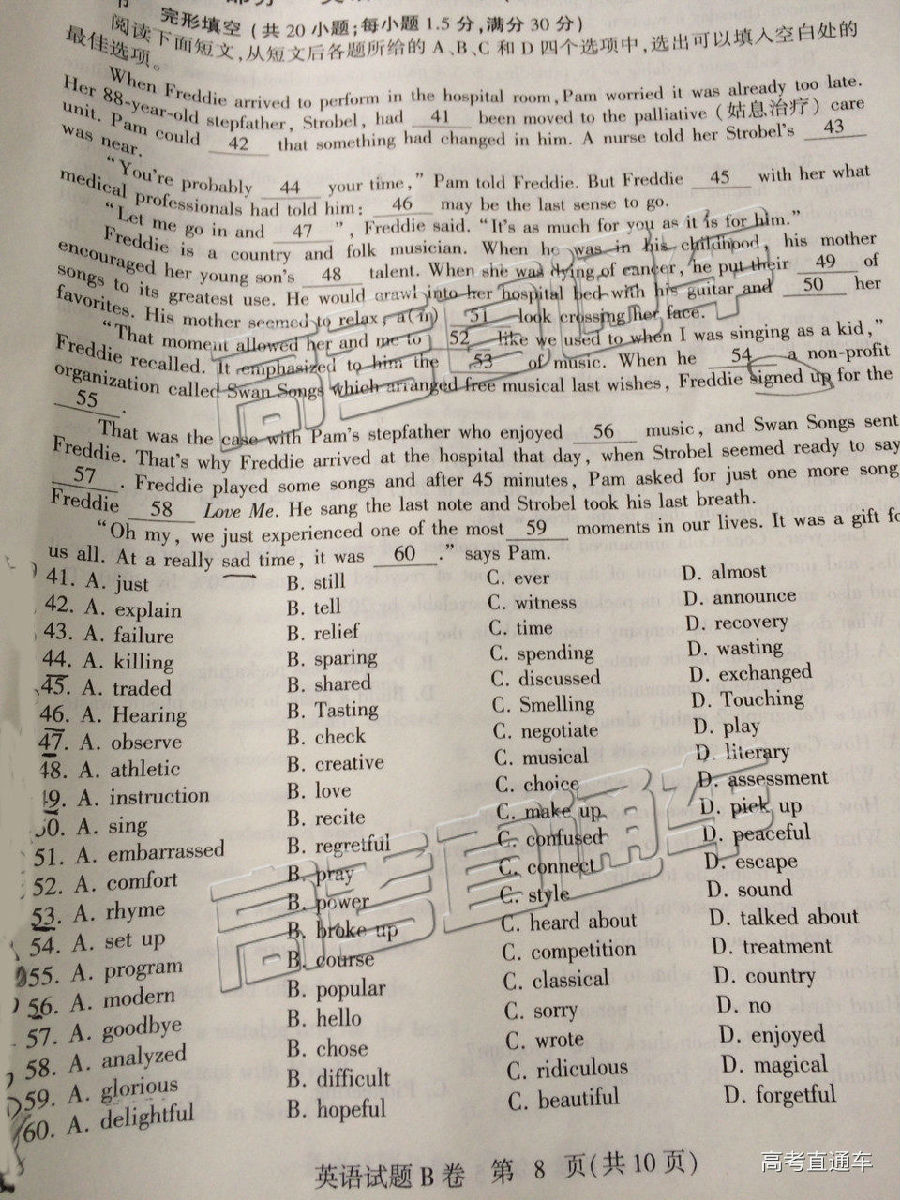 完形填空(共20小题;每小题1.5分,满分30分)
阅读下面短文,从短文后各题所给的A、B、C和D四个选项中,选出可以填入空白处的
最佳选项。
When Freddie arrived to perform in the hospital room, Pam worried it was already too late.
Her 88-year-old stepfather, Strobel, had 41 been moved to the palliative (姑息治疗) care
unit. Pam could 42 that something had changed in him. A nurse told her Strobel's 43
was near.
"You're probably 44 your time," Pam told Freddie. But Freddie 45 with her what
medical professionals had told him: 46 may be the last sense to go.
"Let me go in and 47 ", Freddie said. "It's as much for you as it is for him."
Freddie is a country and folk musician. When he was in his childhood, his mother
encouraged her young son's 48 talent. When she was dying of cancer, he put their 49 of
songs to its greatest use. He would crawl into her hospital bed with his guitar and 50 her
favorites. His mother seemed to relax, a(n) 51 look crossing her face.
"That moment allowed her and me to 52 like we used to when I was singing as a kid,"
Freddie recalled. It emphasized to him the 53 of music. When he 54 a non-profit
organization called Swan Songs which arranged free musical last wishes, Freddie signed up for the
55 .
That was the case with Pam's stepfather who enjoyed 56 music, and Swan Songs sent
Freddie. That's why Freddie arrived at the hospital that day, when Strobel seemed ready to say
57 . Freddie played some songs and after 45 minutes, Pam asked for just one more song
Freddie 58 Love Me. He sang the last note and Strobel took his last breath.
"Oh my, we just experienced one of the most 59 moments in our lives. It was a gift fo
us all. At a really sad time, it was 60 ." says Pam.
41. A. just B. still C. ever D. almost
42. A. explain B. tell C. witness D. announce
43. A. failure B. relief C. time D. recovery
44. A. killing B. sparing C. spending D. wasting
45. A. traded B. shared C. discussed D. exchanged
46. A. Hearing B. Tasting C. Smelling D. Touching
47. A. observe B. check C. negotiate D. play
48. A. athletic B. creative C. musical D. literary
49. A. instruction B. love C. choice D. assessment
50. A. sing B. recite C. make up D. pick up
51. A. embarrassed B. regretful C. confused D. peaceful
52. A. comfort B. pray C. connect D. escape
53. A. rhyme B. power C. style D. sound
54. A. set up B. broke up C. heard about D. talked about
55. A. program B. course C. competition D. treatment
56. A. modern B. popular C. classical D. country
57. A. goodbye B. hello C. sorry D. no
58. A. analyzed B. chose C. wrote D. enjoyed
59. A. glorious B. difficult C. ridiculous D. magical
60. A. delightful B. hopeful C. beautiful D. forgetful
英语试题B卷 第 8 页(共10页)
高考直通车
高考直通车
高考直通车